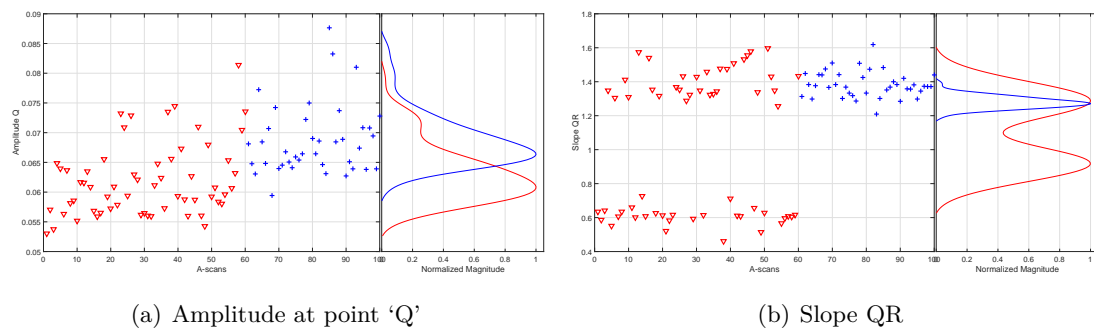 0.09
0.085
0.08
0.075
0.07
0.065
0.06
0.055
0.05
Amplitude Q
0 10 20 30 40 50 60 70 80 90 100
A-scans
0 0.2 0.4 0.6 0.8 1
Normalized Magnitude
(a) Amplitude at point ‘Q’
1.8
1.6
1.4
1.2
1
0.8
0.6
0.4
Slope QR
0 10 20 30 40 50 60 70 80 90 100
A-scans
0 0.2 0.4 0.6 0.8 1
Normalized Magnitude
(b) Slope QR